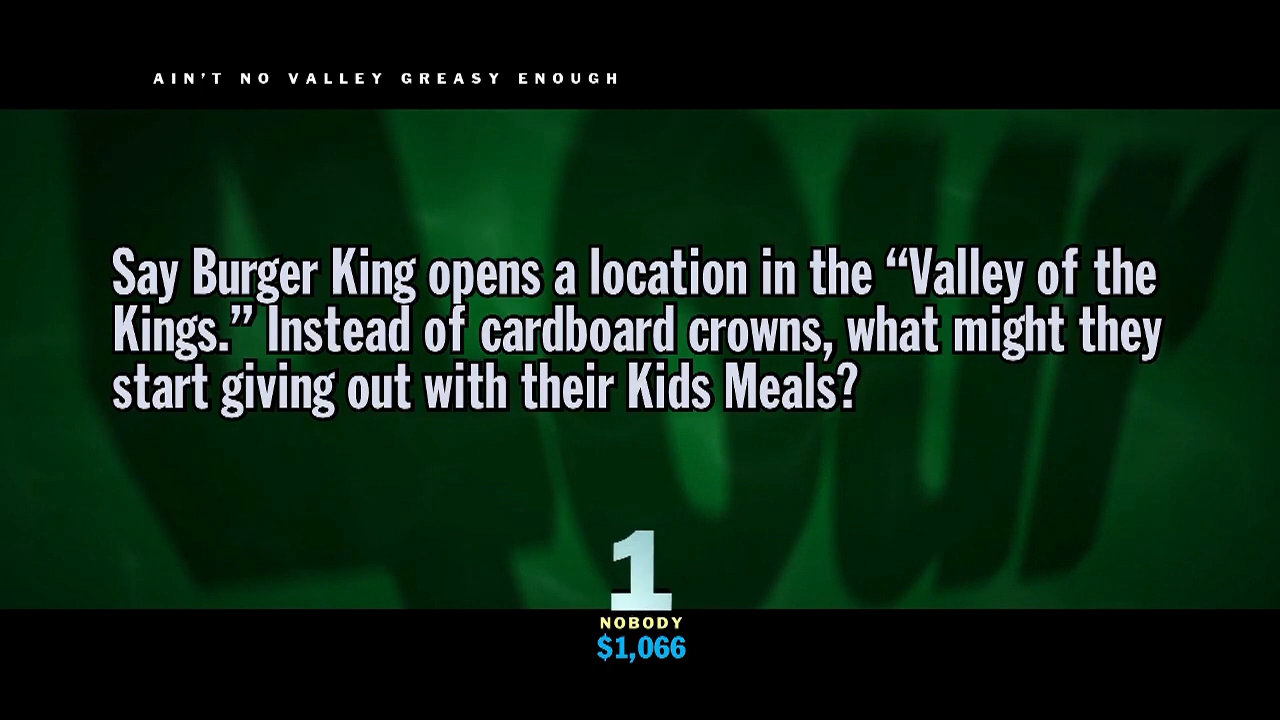 AIN'T NO VALLEY GREASY ENOUGH
Say Burger King opens a location in the “Valley of the
Kings.” Instead of cardboard crowns, what might they
start giving out with their Kids Meals?
1
NOBODY
$1,066